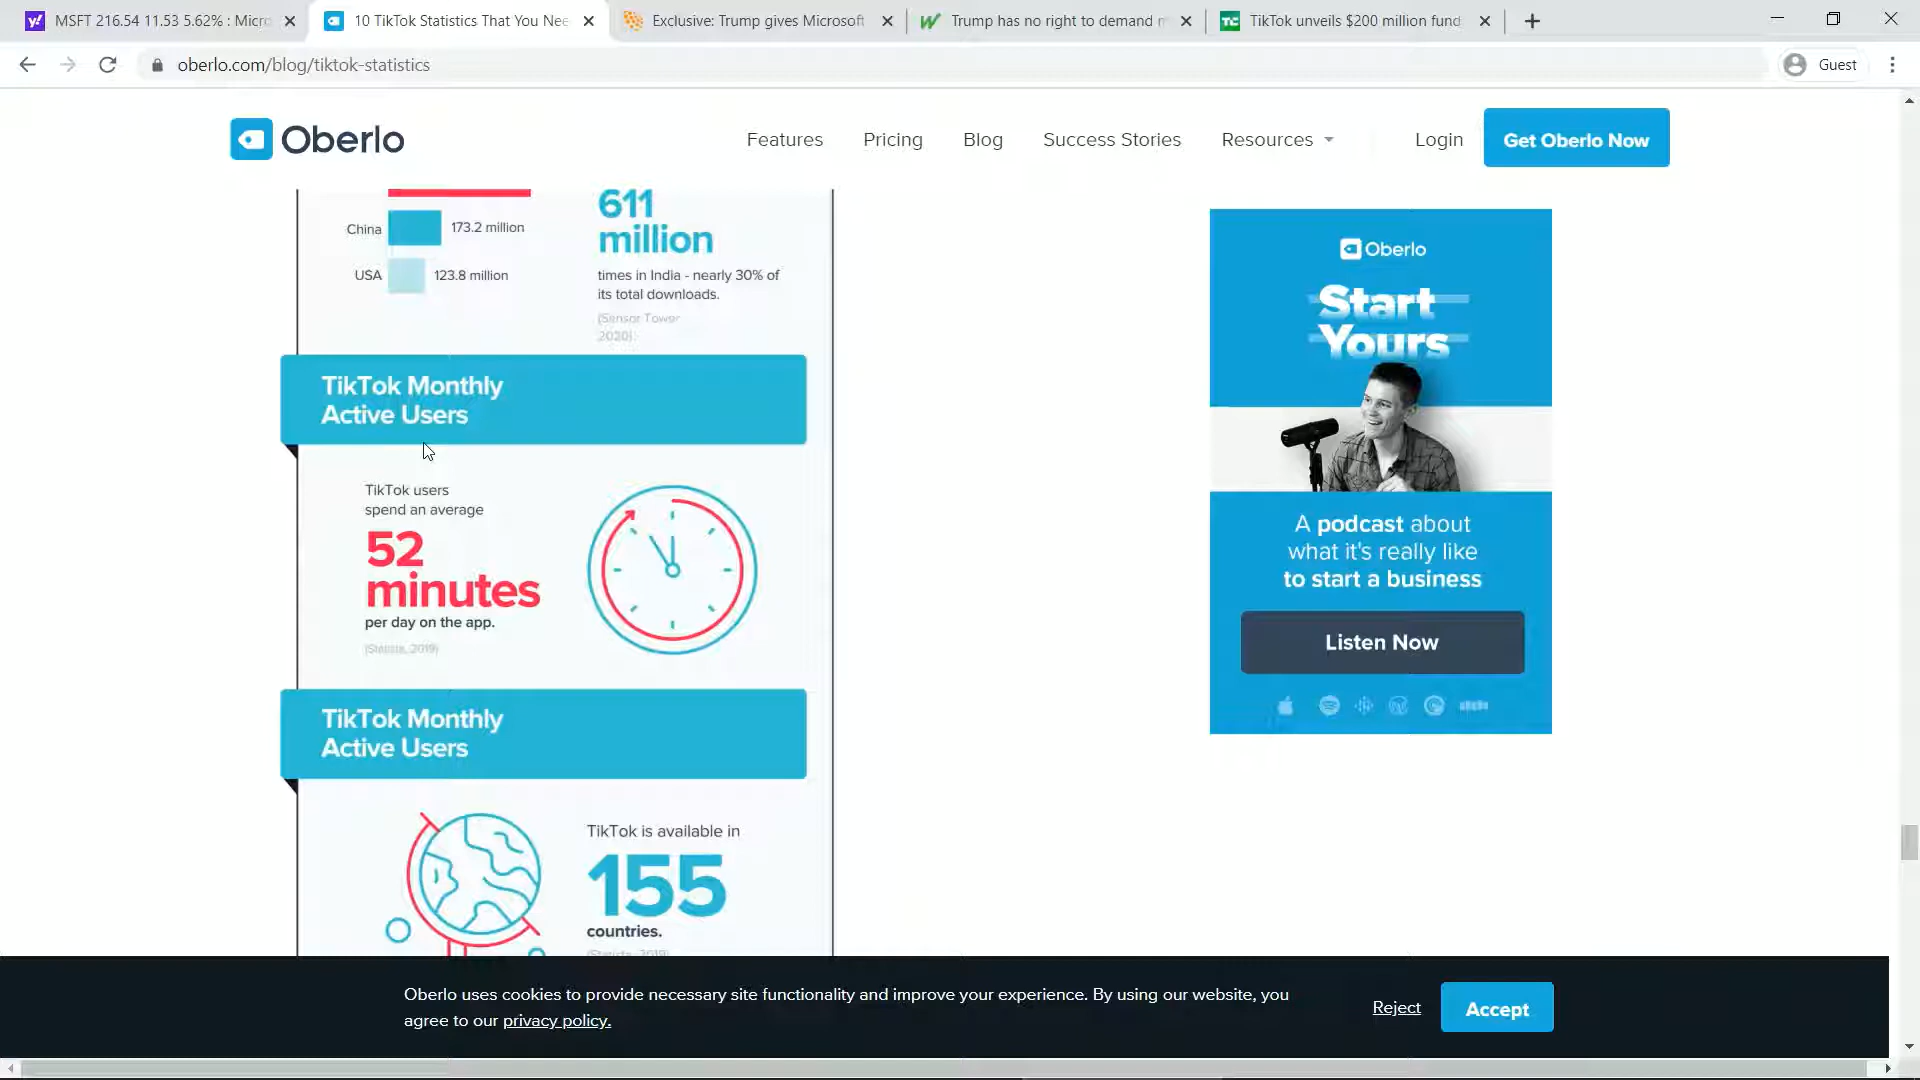 MSFT 216.54 11.53 5.62% : Micro
10 TikTok Statistics That You Nee
Exclusive: Trump gives Microsoft
Trump has no right to demand m
TikTok unveils $200 million fund
oberlo.com/blog/tiktok-statistics
Guest
Oberlo
Features
Pricing
Blog
Success Stories
Resources
Login
Get Oberlo Now
China
173.2 million
USA
123.8 million
611
million
times in India - nearly 30% of
its total downloads.
(Sensor Tower
2020)
TikTok Monthly
Active Users
TikTok users
spend an average
52
minutes
per day on the app.
(Statista, 2019)
TikTok Monthly
Active Users
TikTok is available in
155
countries.
(Statista, 2019)
Oberlo
Start
Yours
A podcast about
what it's really like
to start a business
Listen Now
Oberlo uses cookies to provide necessary site functionality and improve your experience. By using our website, you
agree to our privacy policy.
Reject
Accept